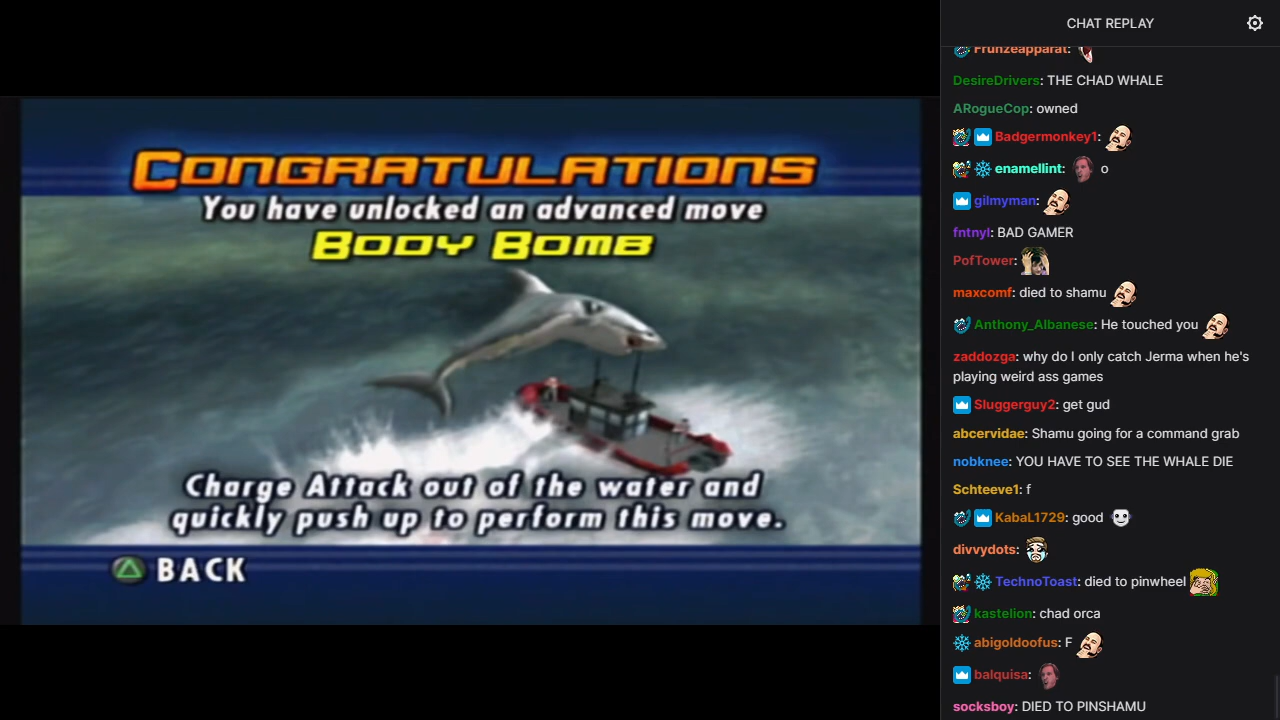 CONGRATULATIONS
You have unlocked an advanced move
BODY BOMB
Charge Attack out of the water and
quickly push up to perform this move.
BACK
CHAT REPLAY
Frunzeapparat:
DesireDrivers: THE CHAD WHALE
ARogueCop: owned
Badgermonkey1:
enamellint: o
gilmyman:
fntnyl: BAD GAMER
PofTower:
maxcomf: died to shamu
Anthony_Albanese: He touched you
zaddozga: why do I only catch Jerma when he's
playing weird ass games
Sluggerguy2: get gud
abcervidae: Shamu going for a command grab
nobknee: YOU HAVE TO SEE THE WHALE DIE
Schteeve1: f
KabaL1729: good
divvydots:
TechnoToast: died to pinwheel
kastelion: chad orca
abigoldoofus: F
balquisa:
socksboy: DIED TO PINSHAMU